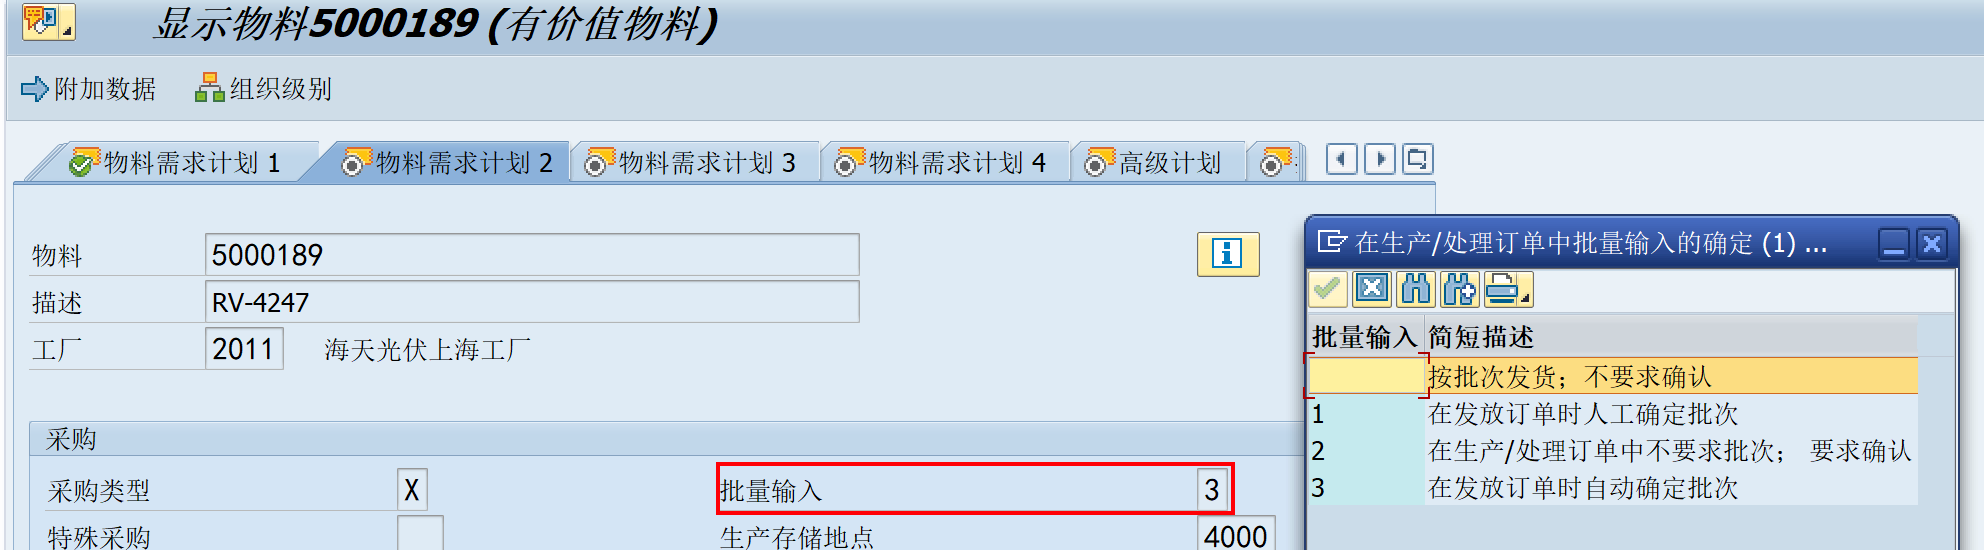 显示物料5000189 (有价值物料)
附加数据 组织级别
物料需求计划 1 物料需求计划 2 物料需求计划 3 物料需求计划 4 高级计划
物料 5000189
描述 RV-4247
工厂 2011 海天光伏上海工厂
采购
采购类型 X 批量输入 3
特殊采购 生产存储地点 4000
在生产/处理订单中批量输入的确定 (1) ...
批量输入 简短描述
按批次发货；不要求确认
1 在发放订单时人工确定批次
2 在生产/处理订单中不要求批次； 要求确认
3 在发放订单时自动确定批次